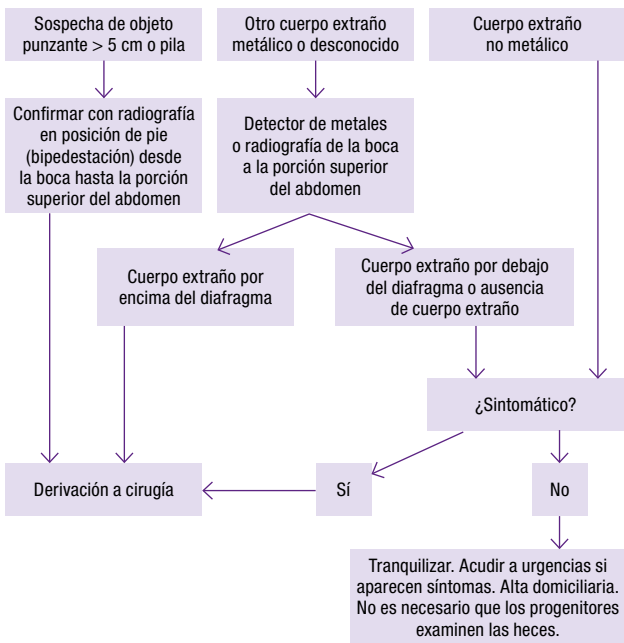 Sospecha de objeto
punzante > 5 cm o pila
Otro cuerpo extraño
metálico o desconocido
Cuerpo extraño
no metálico
Confirmar con radiografía
en posición de pie
(bipedestación) desde
la boca hasta la porción
superior del abdomen
Detector de metales
o radiografía de la boca
a la porción superior
del abdomen
Cuerpo extraño por
encima del diafragma
Cuerpo extraño por debajo
del diafragma o ausencia
de cuerpo extraño
¿Sintomático?
Derivación a cirugía
Sí
No
Tranquilizar. Acudir a urgencias si
aparecen síntomas. Alta domiciliaria.
No es necesario que los progenitores
examinen las heces.